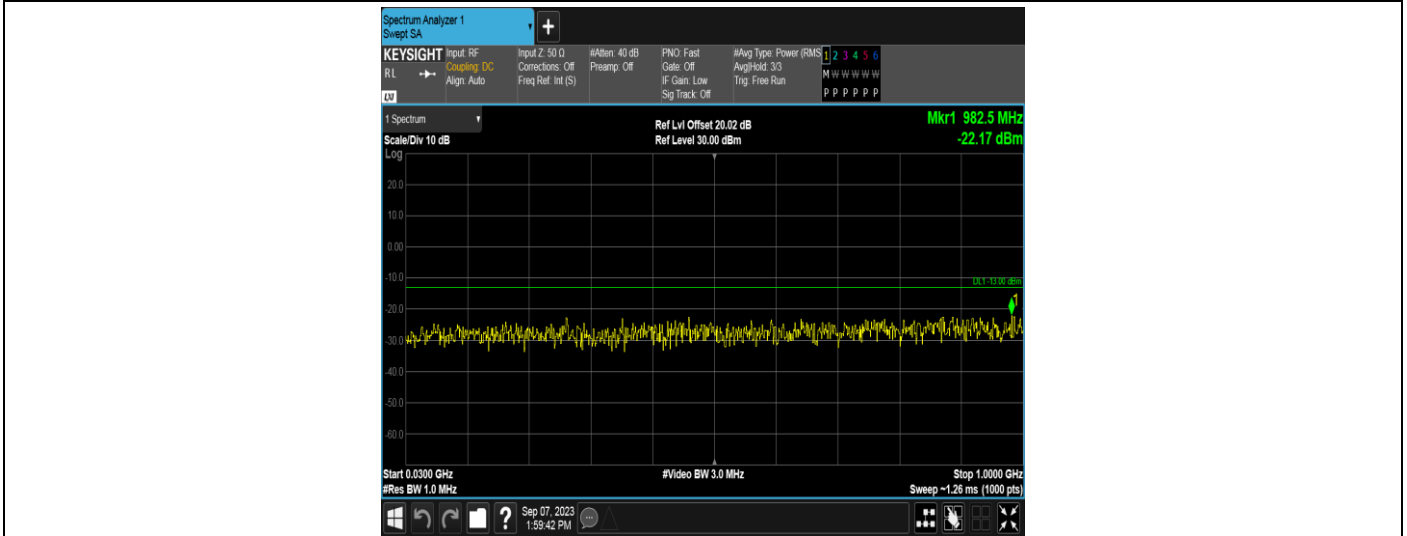 Spectrum Analyzer 1
Swept SA
+
KEYSIGHT
RL
LXI
Input: RF
Coupling: DC
Align: Auto
Input Z: 50 Ω
Corrections: Off
Freq Ref: Int (S)
#Atten: 40 dB
Preamp: Off
PNO: Fast
Gate: Off
IF Gain: Low
Sig Track: Off
#Avg Type: Power (RMS
Avg|Hold: 3/3
Trig: Free Run
1 2 3 4 5 6
M W W W W W
P P P P P P
1 Spectrum
Scale/Div 10 dB
Ref Lvl Offset 20.02 dB
Ref Level 30.00 dBm
Mkr1 982.5 MHz
-22.17 dBm
Log
20.0
10.0
0.00
-10.0
DL1 -13.00 dBm
1
-20.0
-30.0
-40.0
-50.0
-60.0
Start 0.0300 GHz
#Res BW 1.0 MHz
#Video BW 3.0 MHz
Stop 1.0000 GHz
Sweep ~1.26 ms (1000 pts)
?
Sep 07, 2023
1:59:42 PM